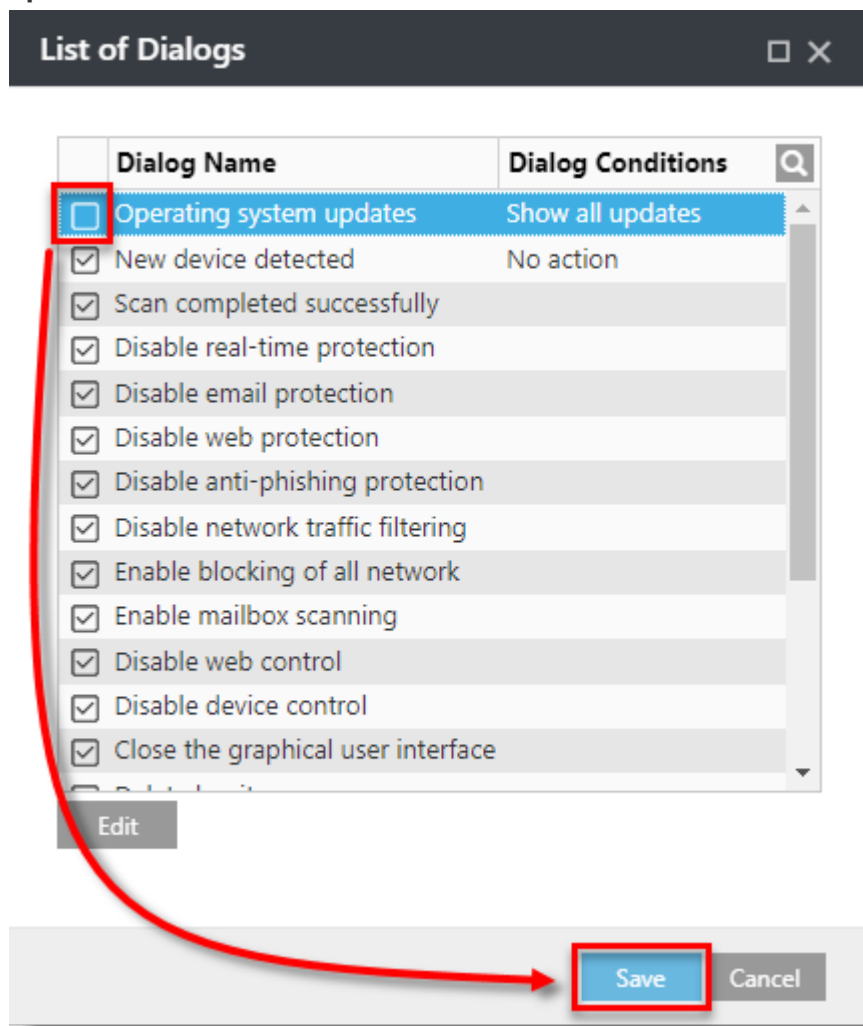 List of Dialogs
Dialog Name Dialog Conditions
Operating system updates Show all updates
New device detected No action
Scan completed successfully
Disable real-time protection
Disable email protection
Disable web protection
Disable anti-phishing protection
Disable network traffic filtering
Enable blocking of all network
Enable mailbox scanning
Disable web control
Disable device control
Close the graphical user interface
Edit
Save Cancel